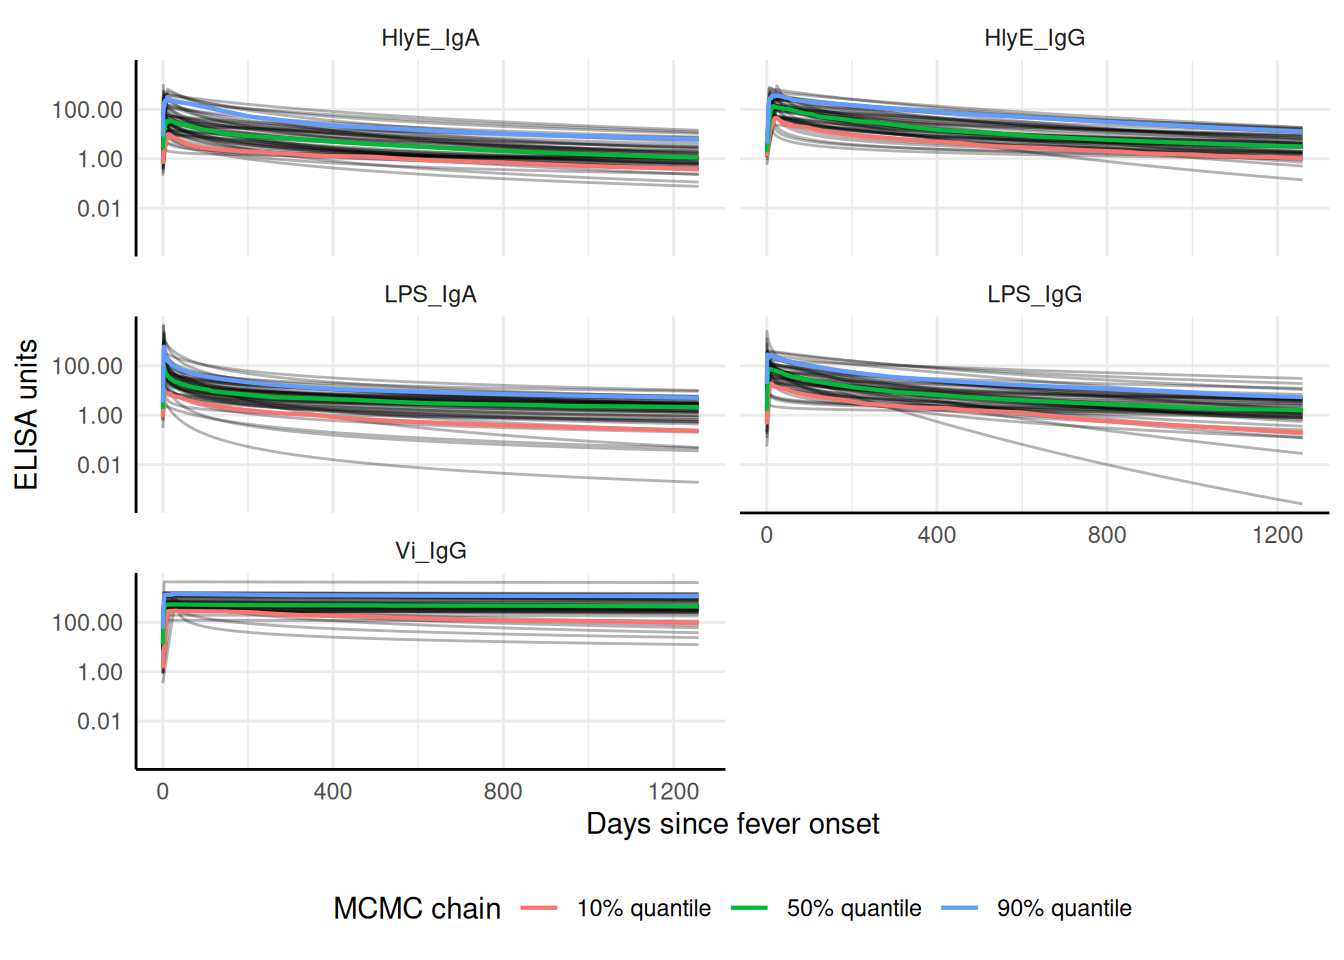 HlyE_IgA
HlyE_IgG
100.00
1.00
0.01
LPS_IgA
LPS_IgG
100.00
1.00
0.01
0 400 800 1200
Vi_IgG
100.00
1.00
0.01
0 400 800 1200
ELISA units
Days since fever onset
MCMC chain 10% quantile 50% quantile 90% quantile